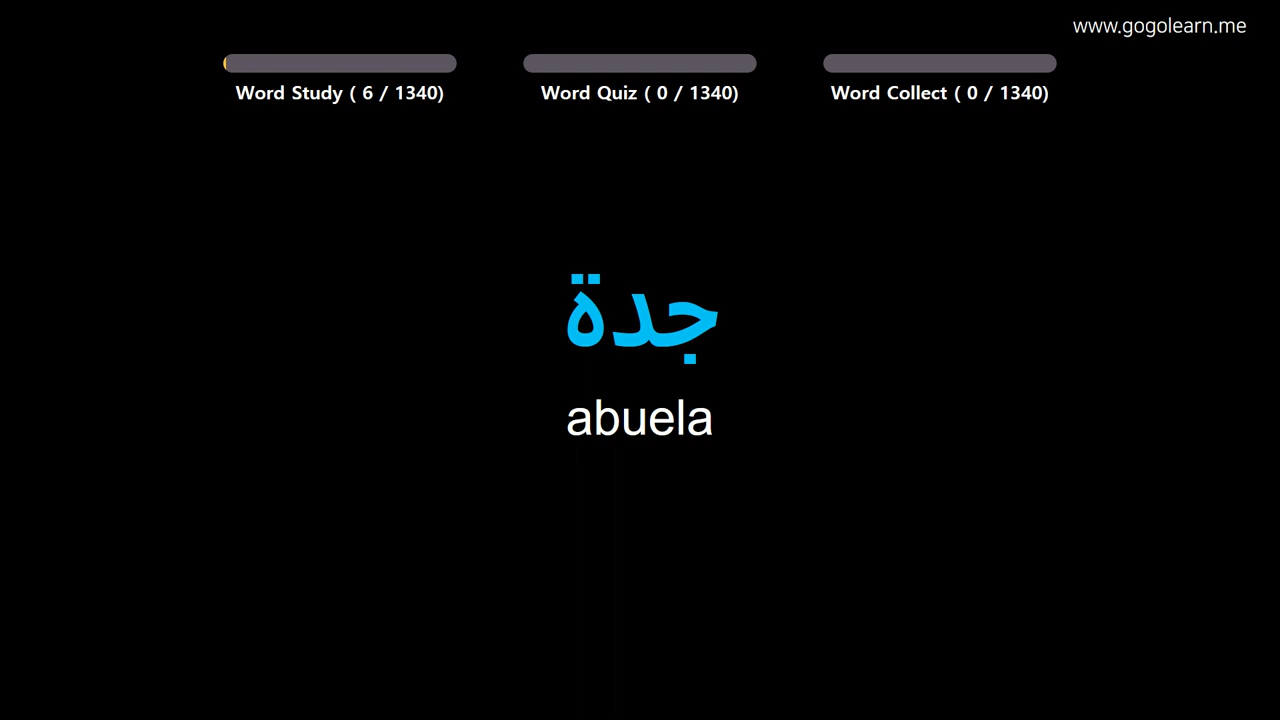 www.gogolearn.me
Word Study ( 6 / 1340)
Word Quiz ( 0 / 1340)
Word Collect ( 0 / 1340)
جدة
abuela